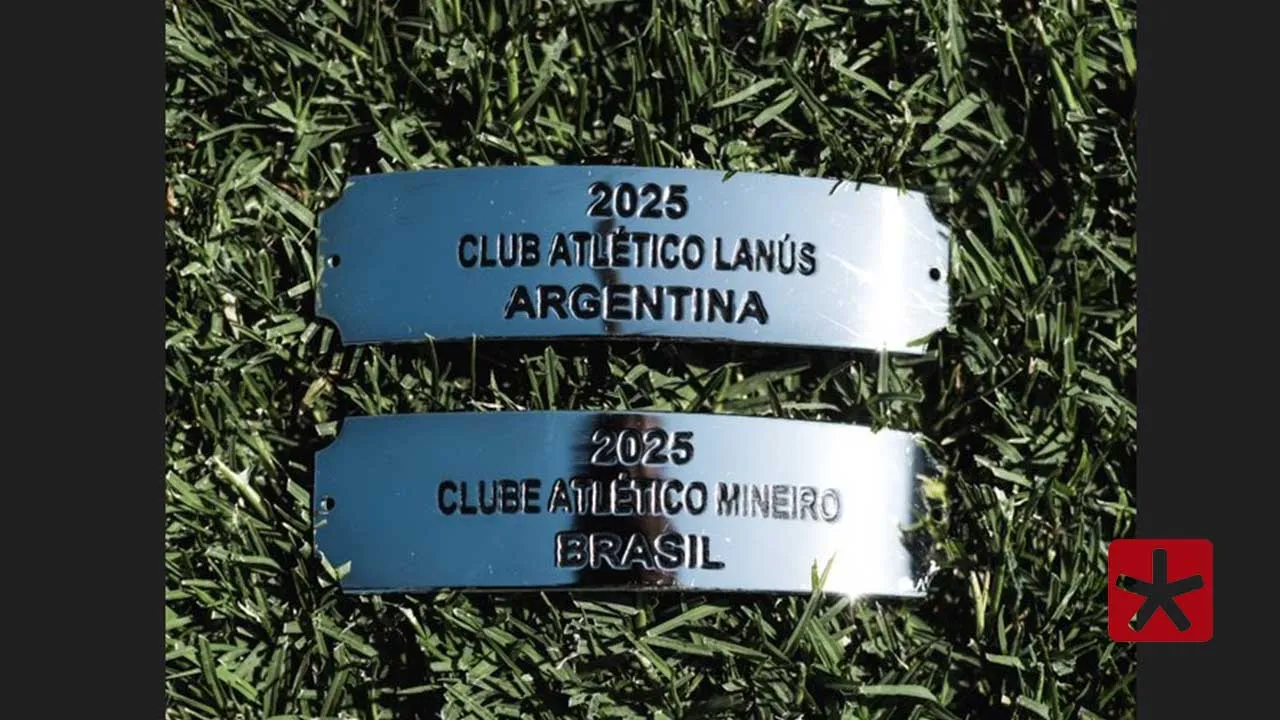 2025
CLUB ATLÉTICO LANÚS
ARGENTINA
2025
CLUBE ATLÉTICO MINEIRO
BRASIL